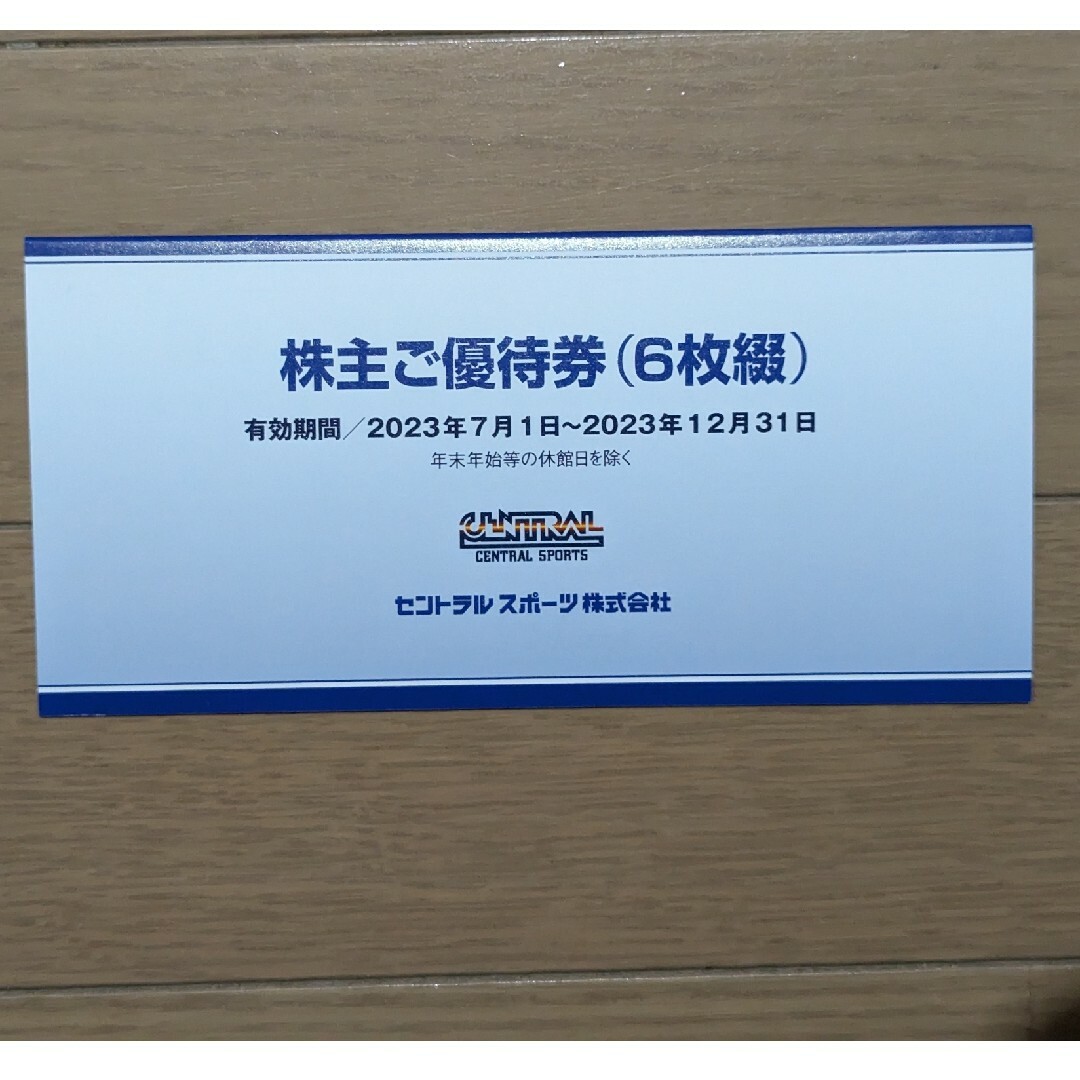 株主ご優待券（6枚綴）
有効期間／2023年7月1日〜2023年12月31日
年末年始等の休館日を除く
CENTRAL
CENTRAL SPORTS
セントラルスポーツ株式会社